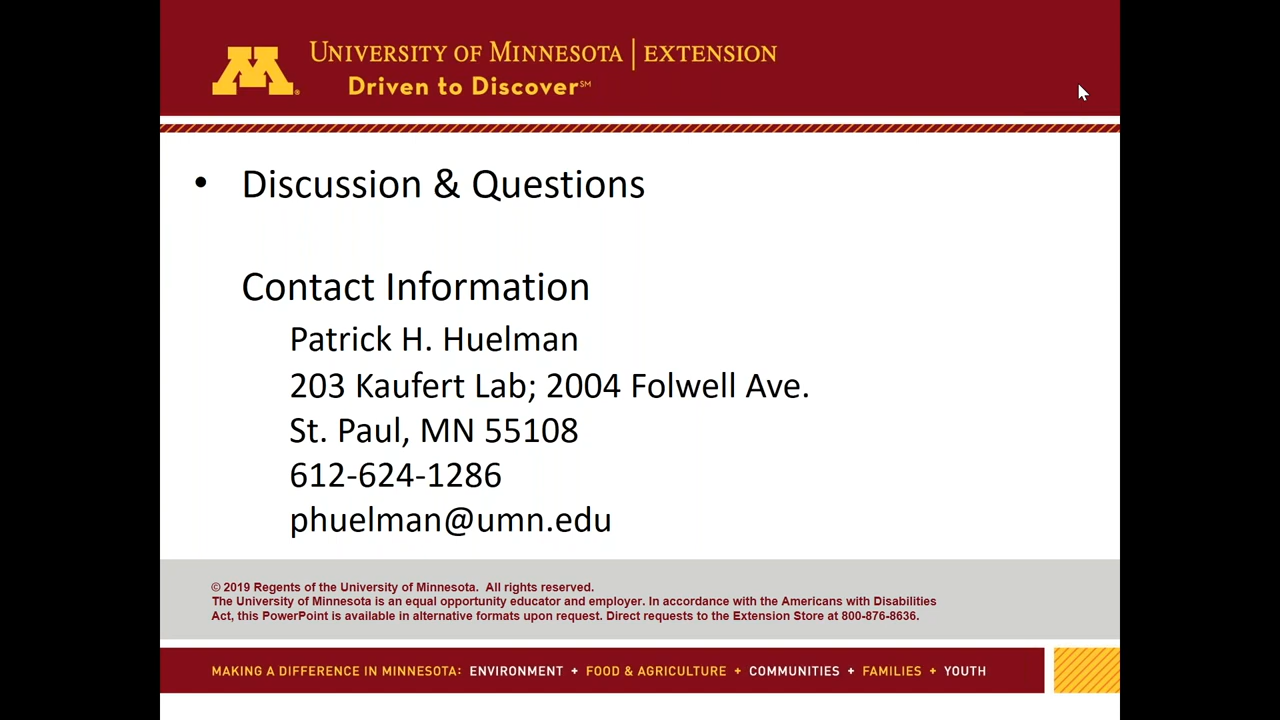 M®
UNIVERSITY OF MINNESOTA | EXTENSION
Driven to Discover℠
• Discussion & Questions
Contact Information
Patrick H. Huelman
203 Kaufert Lab; 2004 Folwell Ave.
St. Paul, MN 55108
612-624-1286
phuelman@umn.edu
© 2019 Regents of the University of Minnesota. All rights reserved.
The University of Minnesota is an equal opportunity educator and employer. In accordance with the Americans with Disabilities
Act, this PowerPoint is available in alternative formats upon request. Direct requests to the Extension Store at 800-876-8636.
MAKING A DIFFERENCE IN MINNESOTA: ENVIRONMENT + FOOD & AGRICULTURE + COMMUNITIES + FAMILIES + YOUTH